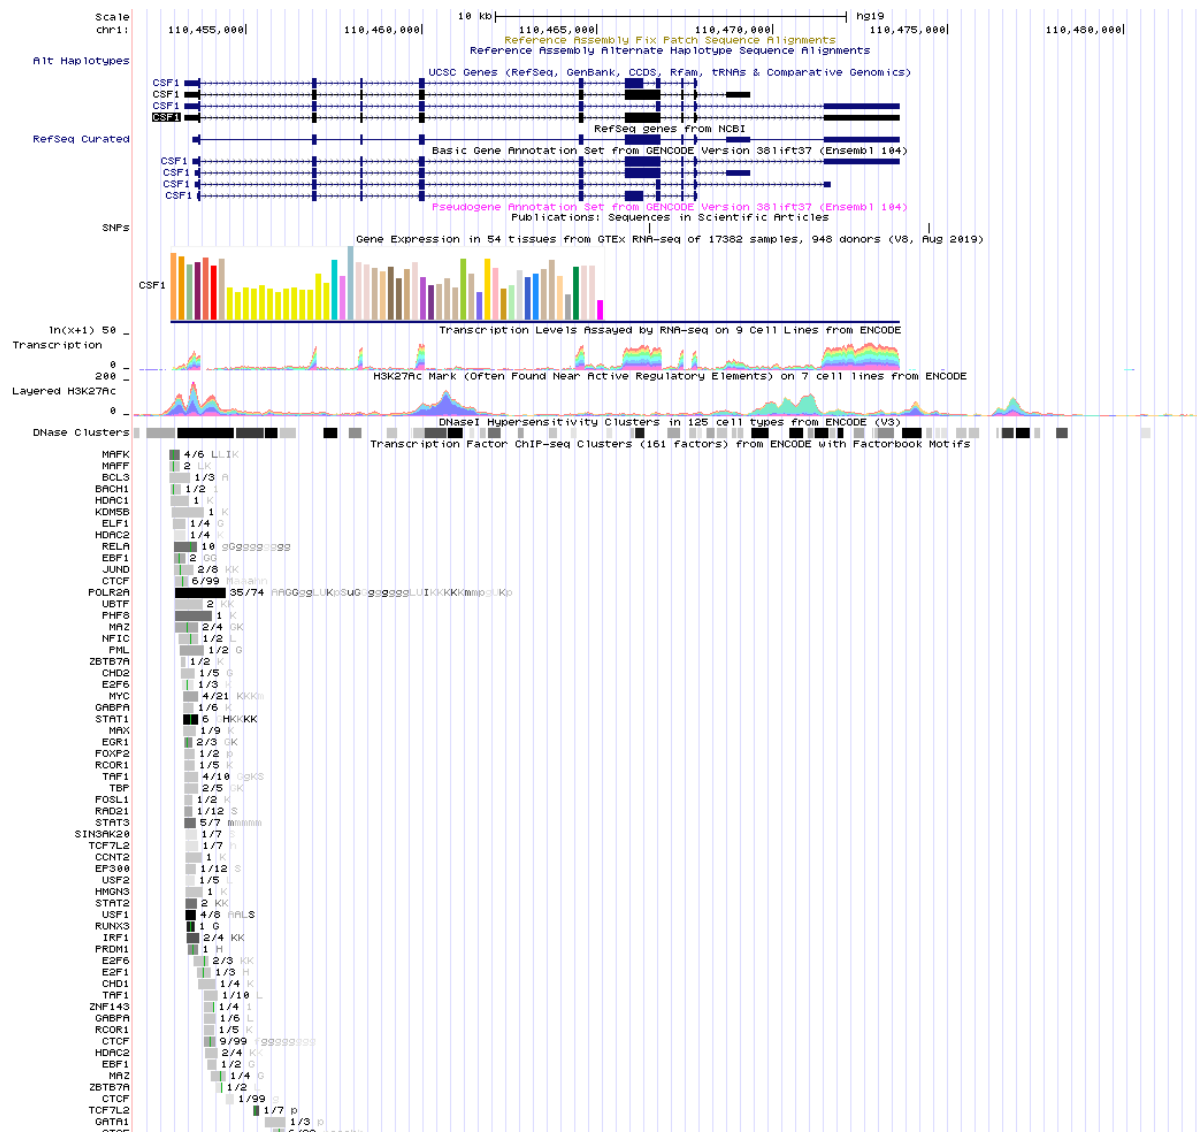 Scale 10 kb hg19
chr1: 110,455,000 110,460,000 110,465,000 110,470,000 110,475,000 110,480,000
Reference Assembly Fix Patch Sequence Alignments
Reference Assembly Alternate Haplotype Sequence Alignments
Alt Haplotypes
UCSC Genes (RefSeq, GenBank, CCDS, Rfam, tRNAs & Comparative Genomics)
CSF1
CSF1
CSF1
CSF1
RefSeq genes from NCBI
RefSeq Curated
Basic Gene Annotation Set from GENCODE Version 38lift37 (Ensembl 104)
CSF1
CSF1
CSF1
CSF1
Pseudogene Annotation Set from GENCODE Version 38lift37 (Ensembl 104)
Publications: Sequences in Scientific Articles
SNPs
Gene Expression in 54 tissues from GTEx RNA-seq of 17382 samples, 948 donors (V8, Aug 2019)
CSF1
Transcription Levels Assayed by RNA-seq on 9 Cell Lines from ENCODE
ln(x+1) 50 _
Transcription
0 _
H3K27Ac Mark (Often Found Near Active Regulatory Elements) on 7 cell lines from ENCODE
200 _
Layered H3K27Ac
0 _
DNaseI Hypersensitivity Clusters in 125 cell types from ENCODE (V3)
DNase Clusters
Transcription Factor ChIP-seq Clusters (161 factors) from ENCODE with Factorbook Motifs
MAFK 4/6 LLIK
MAFF 2 LK
BCL3 1/3 A
BACH1 1/2
HDAC1 1 K
KDM5B 1 K
ELF1 1/4 G
HDAC2 1/4
RELA 10
EBF1 2 GG
JUND 2/8 KK
CTCF 6/99
POLR2A 35/74
UBTF 2 KK
PHF8 1 K
MAZ 2/4 GK
NFIC 1/2 L
PML 1/2 G
ZBTB7A 1/2 K
CHD2 1/5 G
E2F6 1/3
MYC 4/21 KKKm
GABPA 1/6 K
STAT1 6 HKKKK
MAX 1/9 K
EGR1 2/3 GK
FOXP2 1/2 p
RCOR1 1/5 K
TAF1 4/10 GgKS
TBP 2/5 GK
FOSL1 1/2 K
RAD21 1/12 S
STAT3 5/7 mmmmm
SIN3AK20 1/7
TCF7L2 1/7
CCNT2 1 K
EP300 1/12 S
USF2 1/5
HMGN3 1 K
STAT2 2 KK
USF1 4/8 AALS
RUNX3 1 G
IRF1 2/4 KK
PRDM1 1 H
E2F6 2/3 KK
E2F1 1/3 H
CHD1 1/4 K
TAF1 1/10 L
ZNF143 1/4
GABPA 1/6 L
RCOR1 1/5 K
CTCF 9/99
HDAC2 2/4
EBF1 1/2 G
MAZ 1/4 G
ZBTB7A 1/2
CTCF 1/99
TCF7L2 1/7 p
GATA1 1/3 p